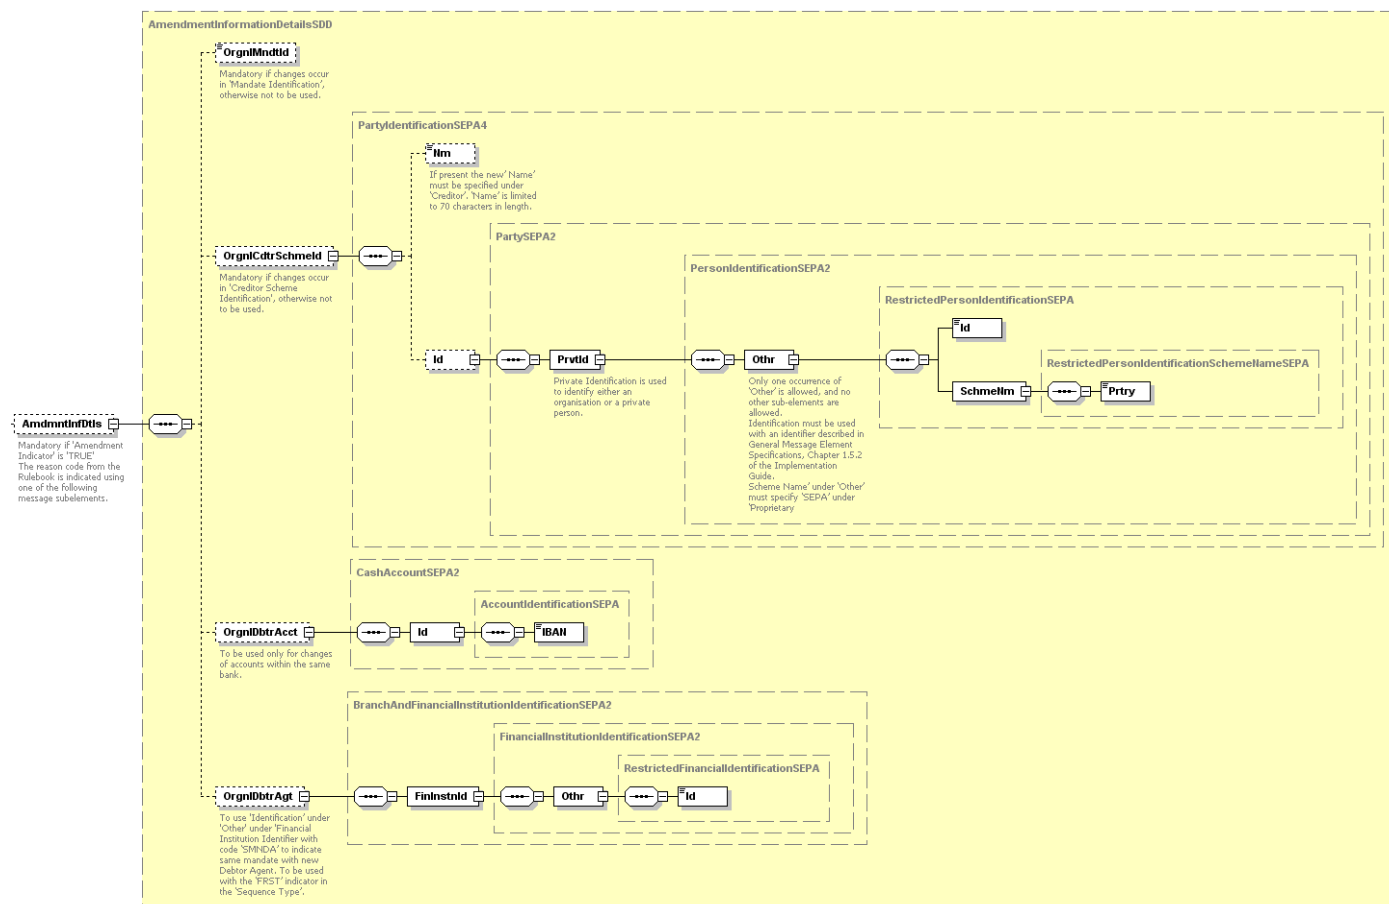 AmendmentInformationDetailsSDD
OrgnlMndtId
Mandatory if changes occur
in 'Mandate Identification',
otherwise not to be used.
PartyIdentificationSEPA4
Nm
If present the new' Name'
must be specified under
'Creditor'. 'Name' is limited
to 70 characters in length.
PartySEPA2
PersonIdentificationSEPA2
RestrictedPersonIdentificationSEPA
Id
RestrictedPersonIdentificationSchemeNameSEPA
SchmeNm
Prtry
OrgnlCdtrSchmeId
Mandatory if changes occur
in 'Creditor Scheme
Identification', otherwise not
to be used.
Id
PrvtId
Private Identification is used
to identify either an
organisation or a private
person.
Othr
Only one occurrence of
'Other' is allowed, and no
other sub-elements are
allowed.
Identification must be used
with an identifier described in
General Message Element
Specifications, Chapter 1.5.2
of the Implementation
Guide.
Scheme Name' under 'Other'
must specify 'SEPA' under
'Proprietary
AmdmntInfDtls
Mandatory if 'Amendment
Indicator' is 'TRUE'
The reason code from the
Rulebook is indicated using
one of the following
message subelements.
CashAccountSEPA2
AccountIdentificationSEPA
OrgnlDbtrAcct
Id
IBAN
To be used only for changes
of accounts within the same
bank.
BranchAndFinancialInstitutionIdentificationSEPA2
FinancialInstitutionIdentificationSEPA2
RestrictedFinancialIdentificationSEPA
OrgnlDbtrAgt
FinInstnId
Othr
Id
To use 'Identification' under
'Other' under 'Financial
Institution Identifier with
code 'SMNDA' to indicate
same mandate with new
Debtor Agent. To be used
with the 'FRST' indicator in
the 'Sequence Type'.